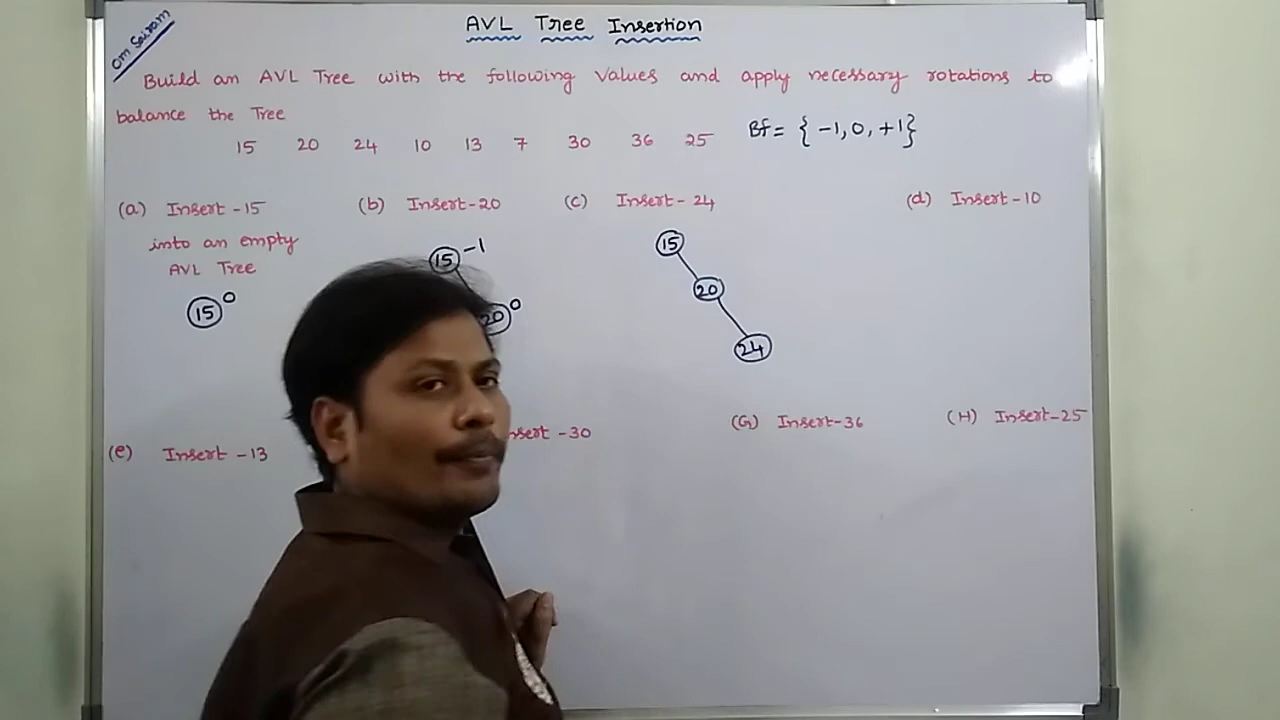 Om Sairam
AVL Tree Insertion
Build an AVL Tree with the following Values and apply necessary rotations to
balance the Tree
15 20 24 10 13 7 30 36 25 Bf = { -1, 0, +1}
(a) Insert -15 (b) Insert-20 (c) Insert- 24 (d) Insert-10
into an empty
AVL Tree
15 0
15 -1
20 0
15
20
24
(e) Insert -13 -30 (G) Insert-36 (H) Insert-25